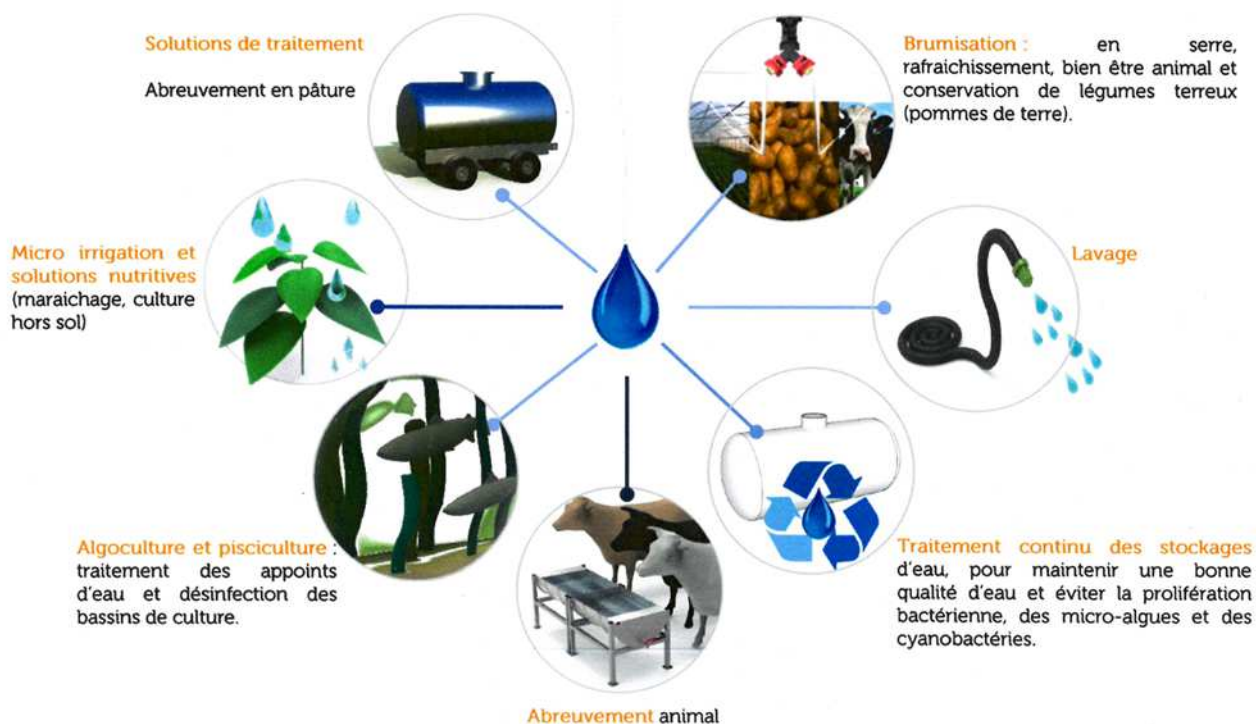 Solutions de traitement
Abreuvement en pâture
Brumisation : en serre,
rafraichissement, bien être animal et
conservation de légumes terreux
(pommes de terre).
Micro irrigation et
solutions nutritives
(maraichage, culture
hors sol)
Lavage
Algoculture et pisciculture :
traitement des appoints
d'eau et désinfection des
bassins de culture.
Traitement continu des stockages
d'eau, pour maintenir une bonne
qualité d'eau et éviter la prolifération
bactérienne, des micro-algues et des
cyanobactéries.
Abreuvement animal